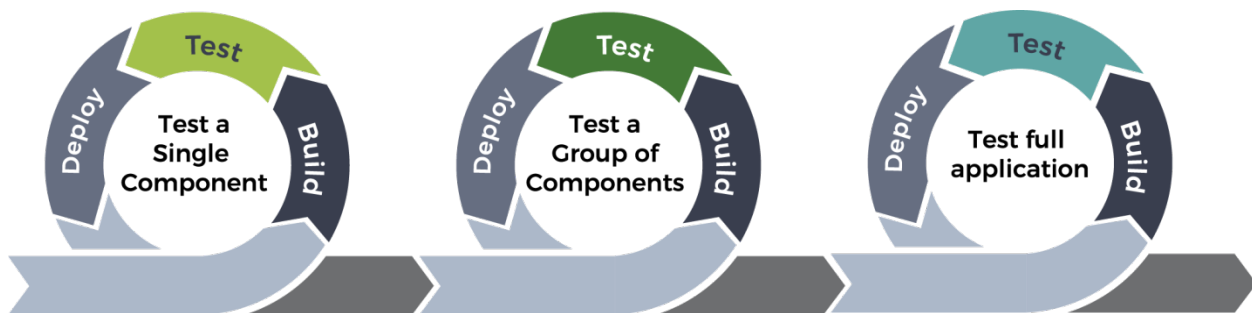 Test
Deploy
Build
Test a
Single
Component
Test
Deploy
Build
Test a
Group of
Components
Test
Deploy
Build
Test full
application